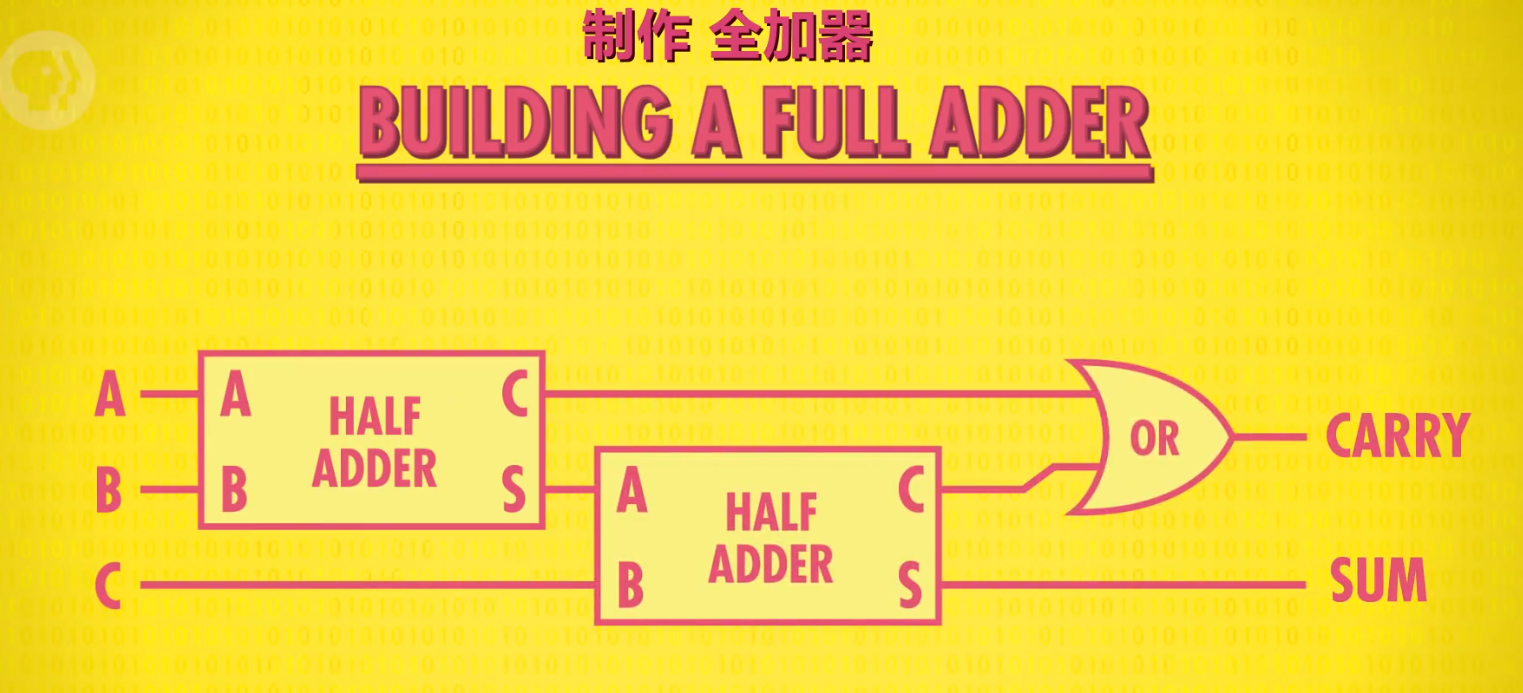 制作 全加器
BUILDING A FULL ADDER
A
A
HALF
ADDER
C
B
B
S
A
HALF
ADDER
C
C
B
S
OR
CARRY
SUM